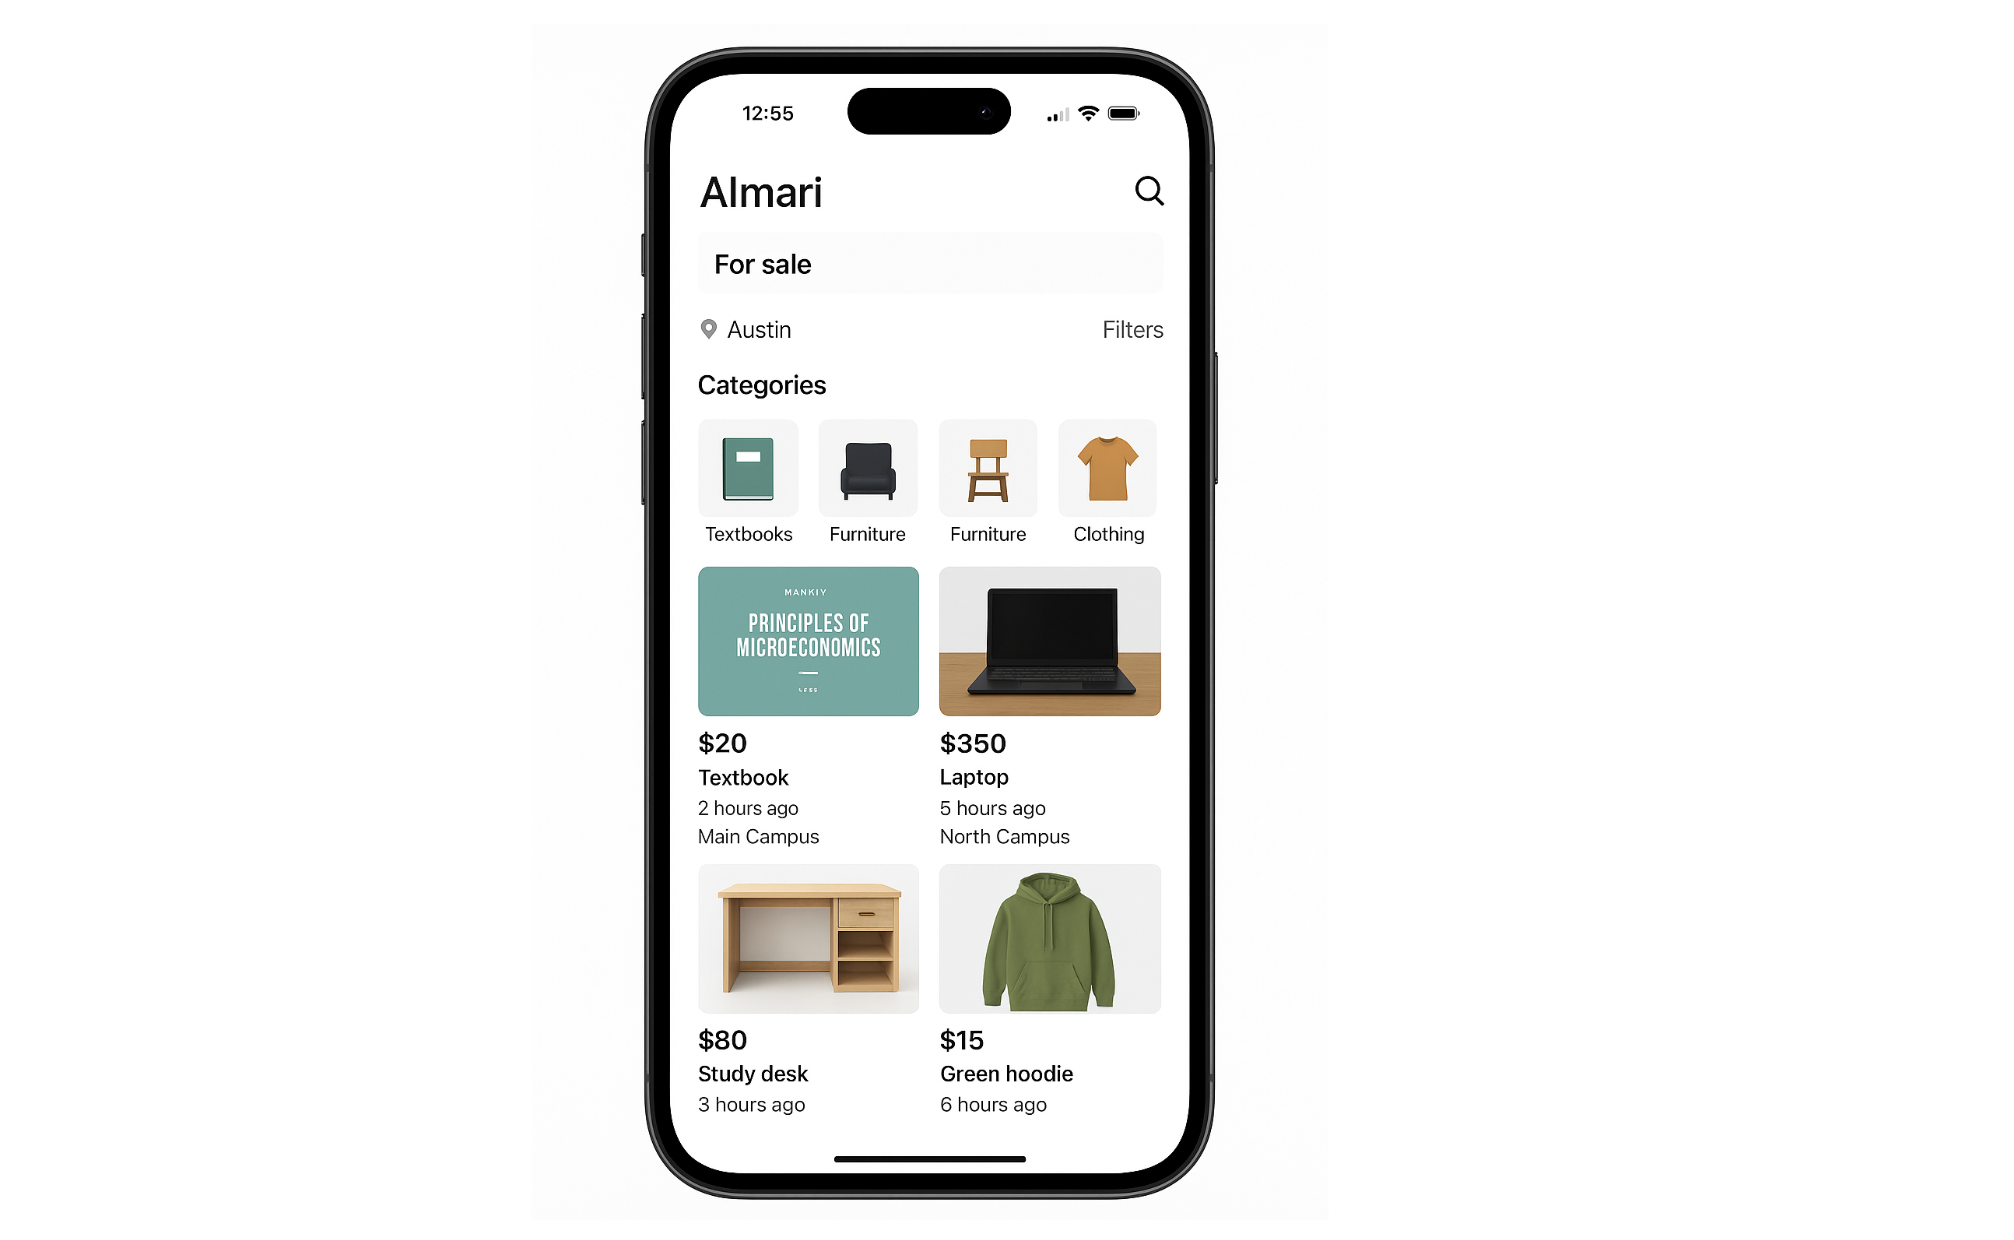 12:55
Almari
For sale
Austin
Filters
Categories
Textbooks
Furniture
Furniture
Clothing
MANKIY
PRINCIPLES OF
MICROECONOMICS
$20
Textbook
2 hours ago
Main Campus
$350
Laptop
5 hours ago
North Campus
$80
Study desk
3 hours ago
$15
Green hoodie
6 hours ago